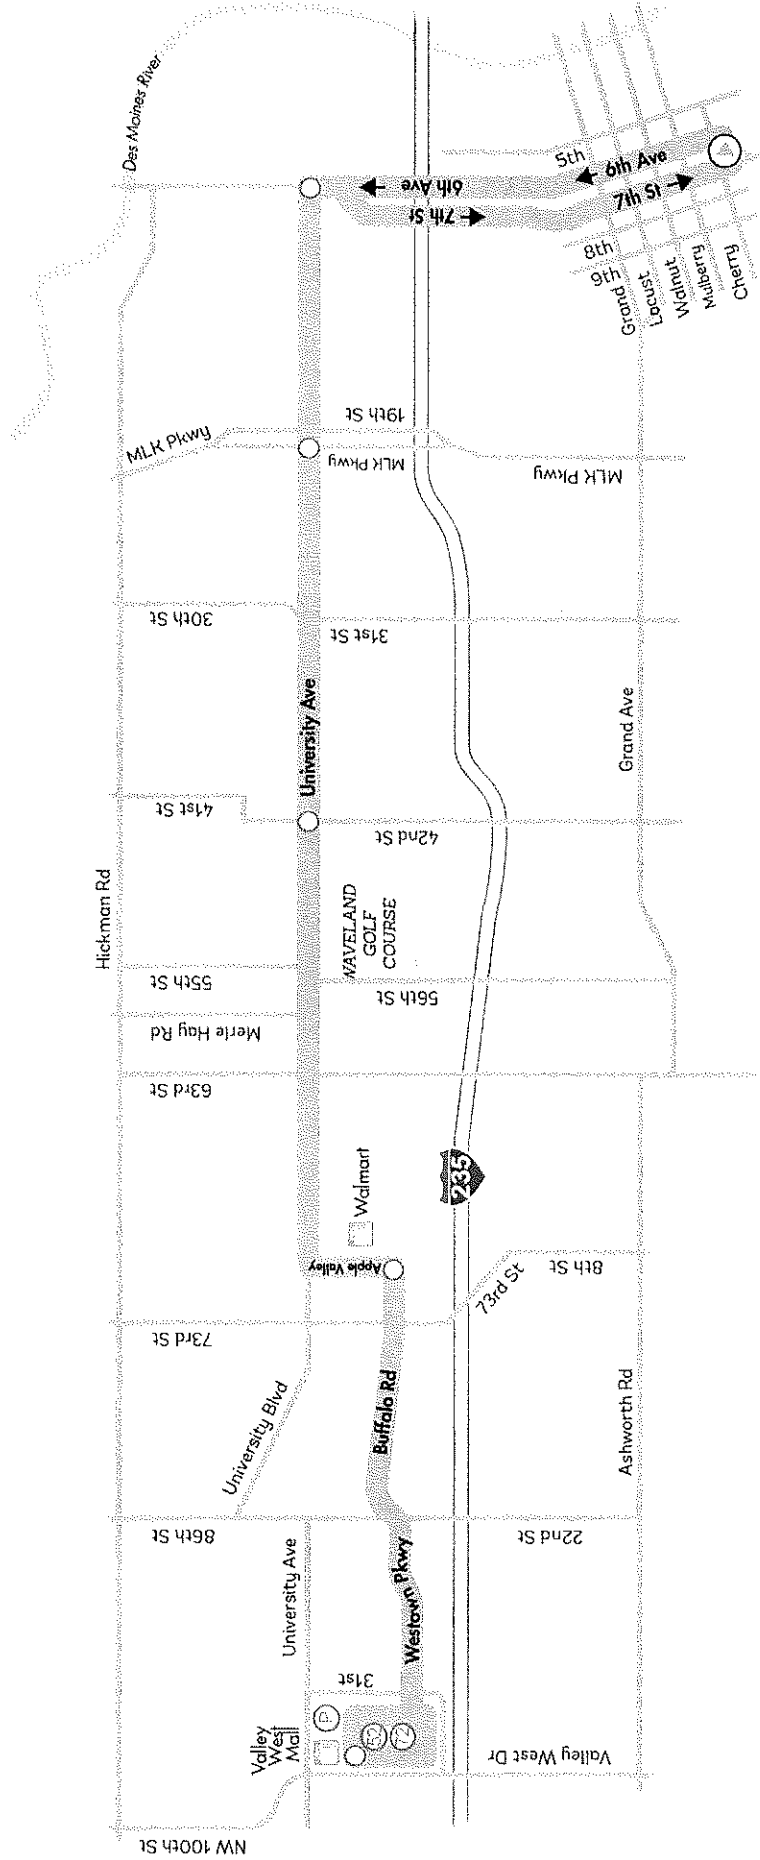 Des Moines River
5th
6th Ave
6th Ave
7th St
7th St
8th
9th
Grand
Locust
Walnut
Mulberry
Cherry
MLK Pkwy
19th St
MLK Pkwy
MLK Pkwy
30th St
31st St
University Ave
Grand Ave
41st St
42nd St
Hickman Rd
WAVELAND
GOLF
COURSE
55th St
56th St
Merle Hay Rd
63rd St
Walmart
235
Apple Valley
8th St
73rd St
73rd St
University Blvd
Buffalo Rd
Ashworth Rd
86th St
22nd St
University Ave
Westown Pkwy
31st
Valley
West
Mall
P
52
72
Valley West Dr
NW 100th St